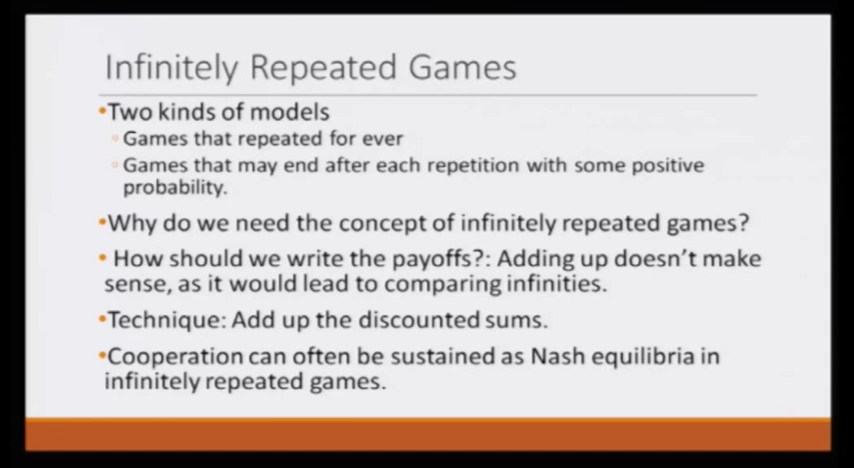 Infinitely Repeated Games
•Two kinds of models
◦Games that repeated for ever
◦Games that may end after each repetition with some positive
probability.
•Why do we need the concept of infinitely repeated games?
• How should we write the payoffs?: Adding up doesn't make
sense, as it would lead to comparing infinities.
•Technique: Add up the discounted sums.
•Cooperation can often be sustained as Nash equilibria in
infinitely repeated games.